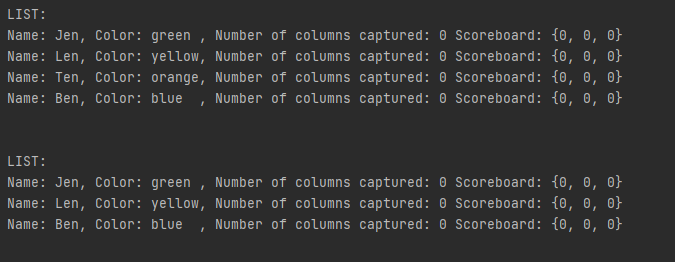 LIST:
Name: Jen, Color: green , Number of columns captured: 0 Scoreboard: {0, 0, 0}
Name: Len, Color: yellow, Number of columns captured: 0 Scoreboard: {0, 0, 0}
Name: Ten, Color: orange, Number of columns captured: 0 Scoreboard: {0, 0, 0}
Name: Ben, Color: blue  , Number of columns captured: 0 Scoreboard: {0, 0, 0}
LIST:
Name: Jen, Color: green , Number of columns captured: 0 Scoreboard: {0, 0, 0}
Name: Len, Color: yellow, Number of columns captured: 0 Scoreboard: {0, 0, 0}
Name: Ben, Color: blue  , Number of columns captured: 0 Scoreboard: {0, 0, 0}